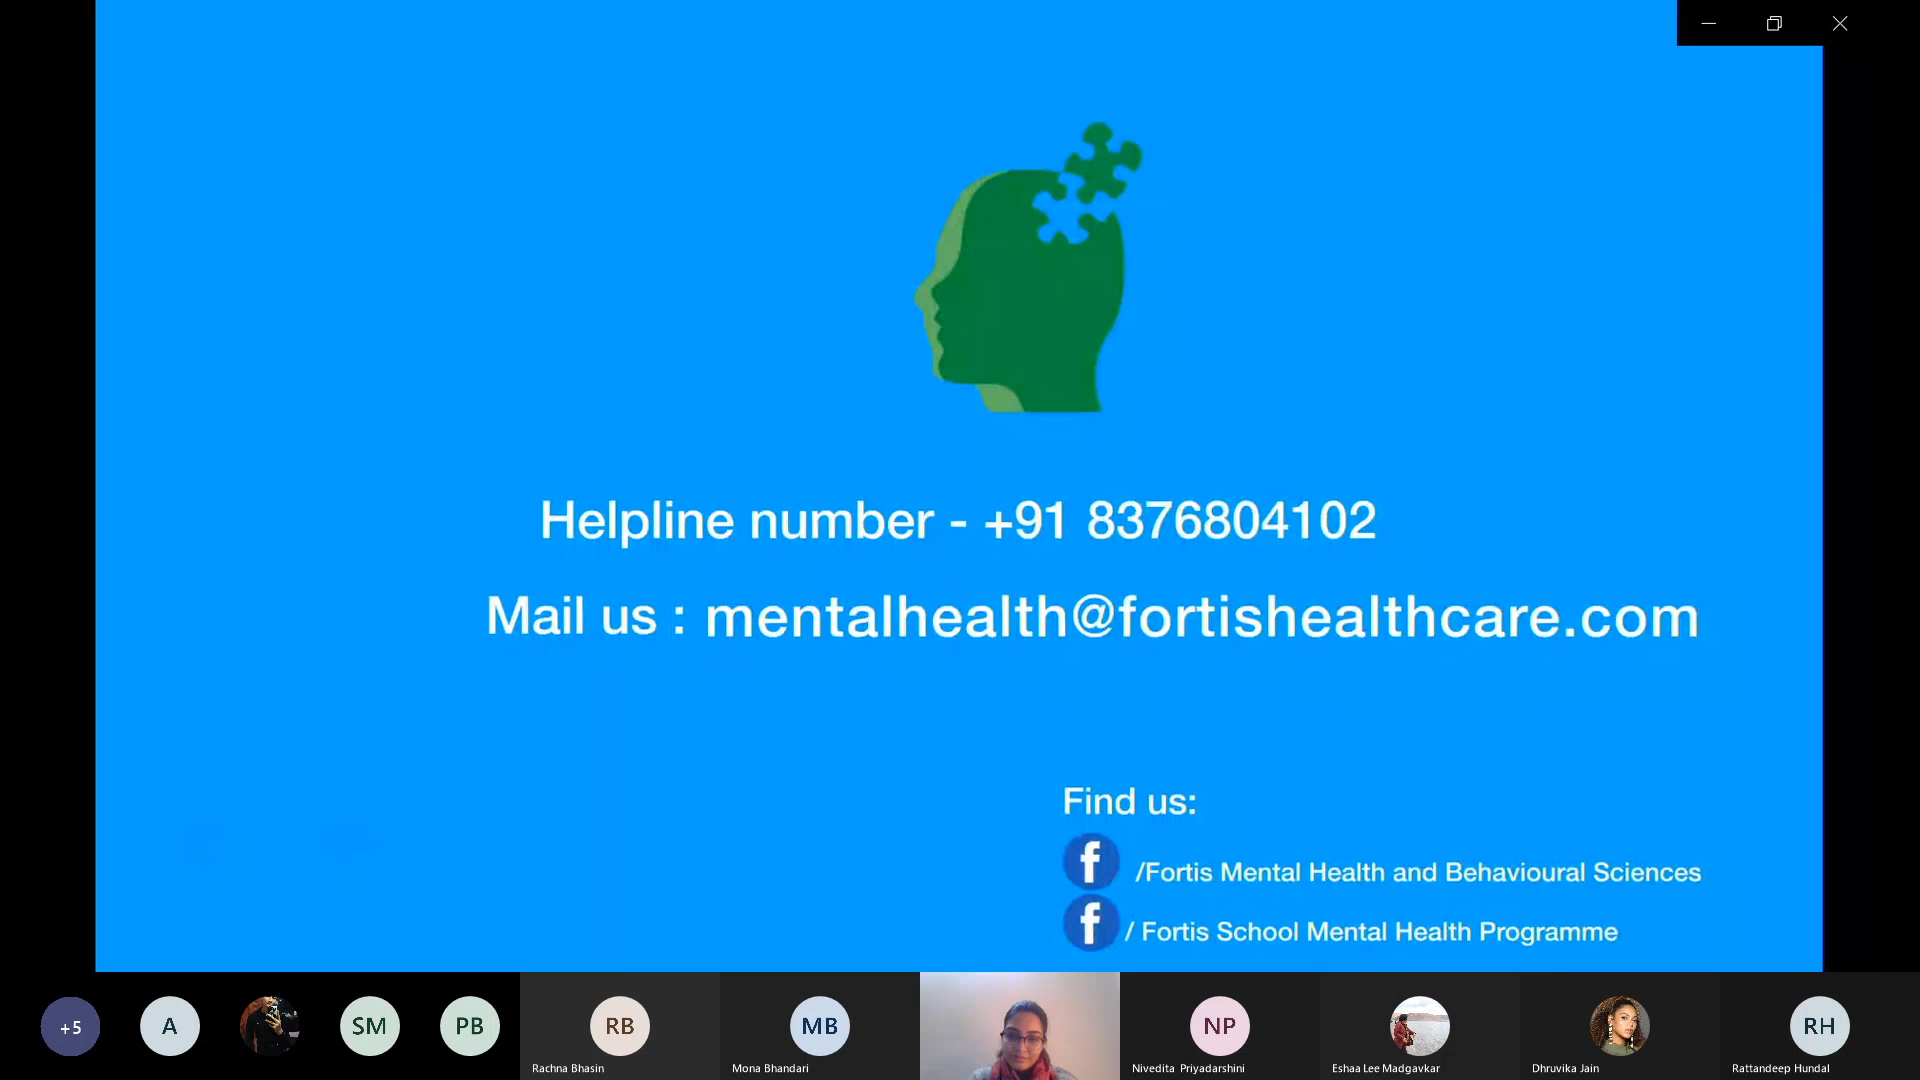 Helpline number - +91 8376804102
Mail us : mentalhealth@fortishealthcare.com
Find us:
f /Fortis Mental Health and Behavioural Sciences
f / Fortis School Mental Health Programme
+5
A
SM
PB
RB
MB
NP
RH
Rachna Bhasin
Mona Bhandari
Nivedita Priyadarshini
Eshaa Lee Madgavkar
Dhruvika Jain
Rattandeep Hundal